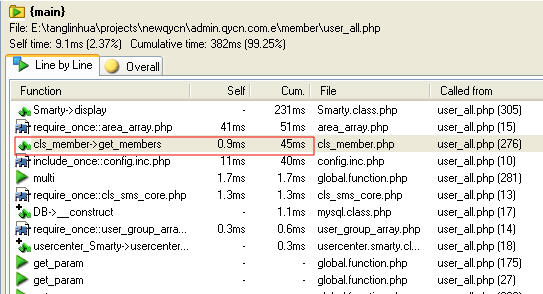 {main}
File: E:\tanglinhua\projects\newqycn\admin.qycn.com.e\member\user_all.php
Self time: 9.1ms (2.37%)   Cumulative time: 382ms (99.25%)
Line by Line   Overall
Function   Self   Cum.   File   Called from
Smarty->display   -   231ms   Smarty.class.php   user_all.php (305)
require_once::area_array.php   41ms   51ms   area_array.php   user_all.php (15)
cls_member->get_members   0.9ms   45ms   cls_member.php   user_all.php (276)
include_once::config.inc.php   11ms   40ms   config.inc.php   user_all.php (10)
multi   1.7ms   1.7ms   global.function.php   user_all.php (281)
require_once::cls_sms_core.php   1.3ms   1.3ms   cls_sms_core.php   user_all.php (13)
DB->__construct   -   1.1ms   mysql.class.php   user_all.php (17)
require_once::user_group_arra...   0.3ms   0.6ms   user_group_array.php   user_all.php (14)
usercenter_Smarty->usercenter...   -   0.3ms   usercenter.smarty.cl...   user_all.php (18)
get_param   -   -   global.function.php   user_all.php (175)
get_param   -   -   global.function.php   user_all.php (27)